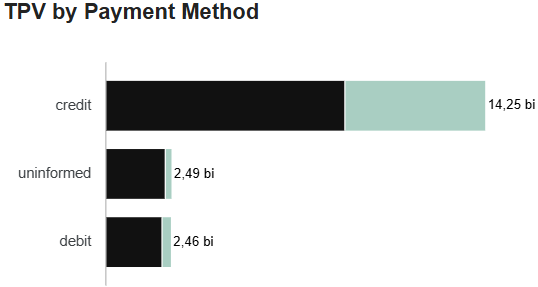 TPV by Payment Method
credit
14,25 bi
uninformed
2,49 bi
debit
2,46 bi